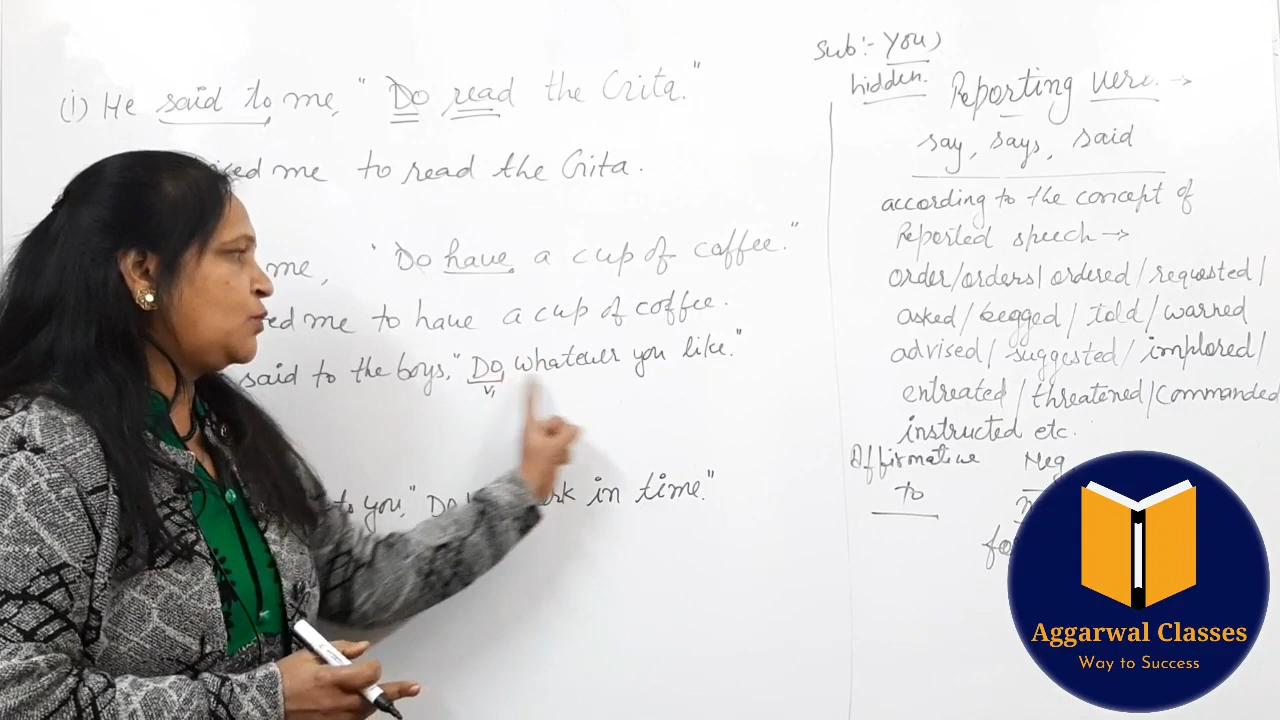 (i) He said to me, "Do read the Gita."
me to read the Gita.
me, "Do have a cup of coffee."
me to have a cup of coffee.
said to the boys, "Do whatever you like."
V1
to you, "Do in time."
Sub:- You)
hidden.
Reporting verb →
say, says, said
according to the concept of
Reported speech →
order/orders/ordered/requested/
asked/begged/told/warned
advised/suggested/implored/
entreated/threatened/commanded
instructed etc.
Affirmative Neg
to
Aggarwal Classes
Way to Success